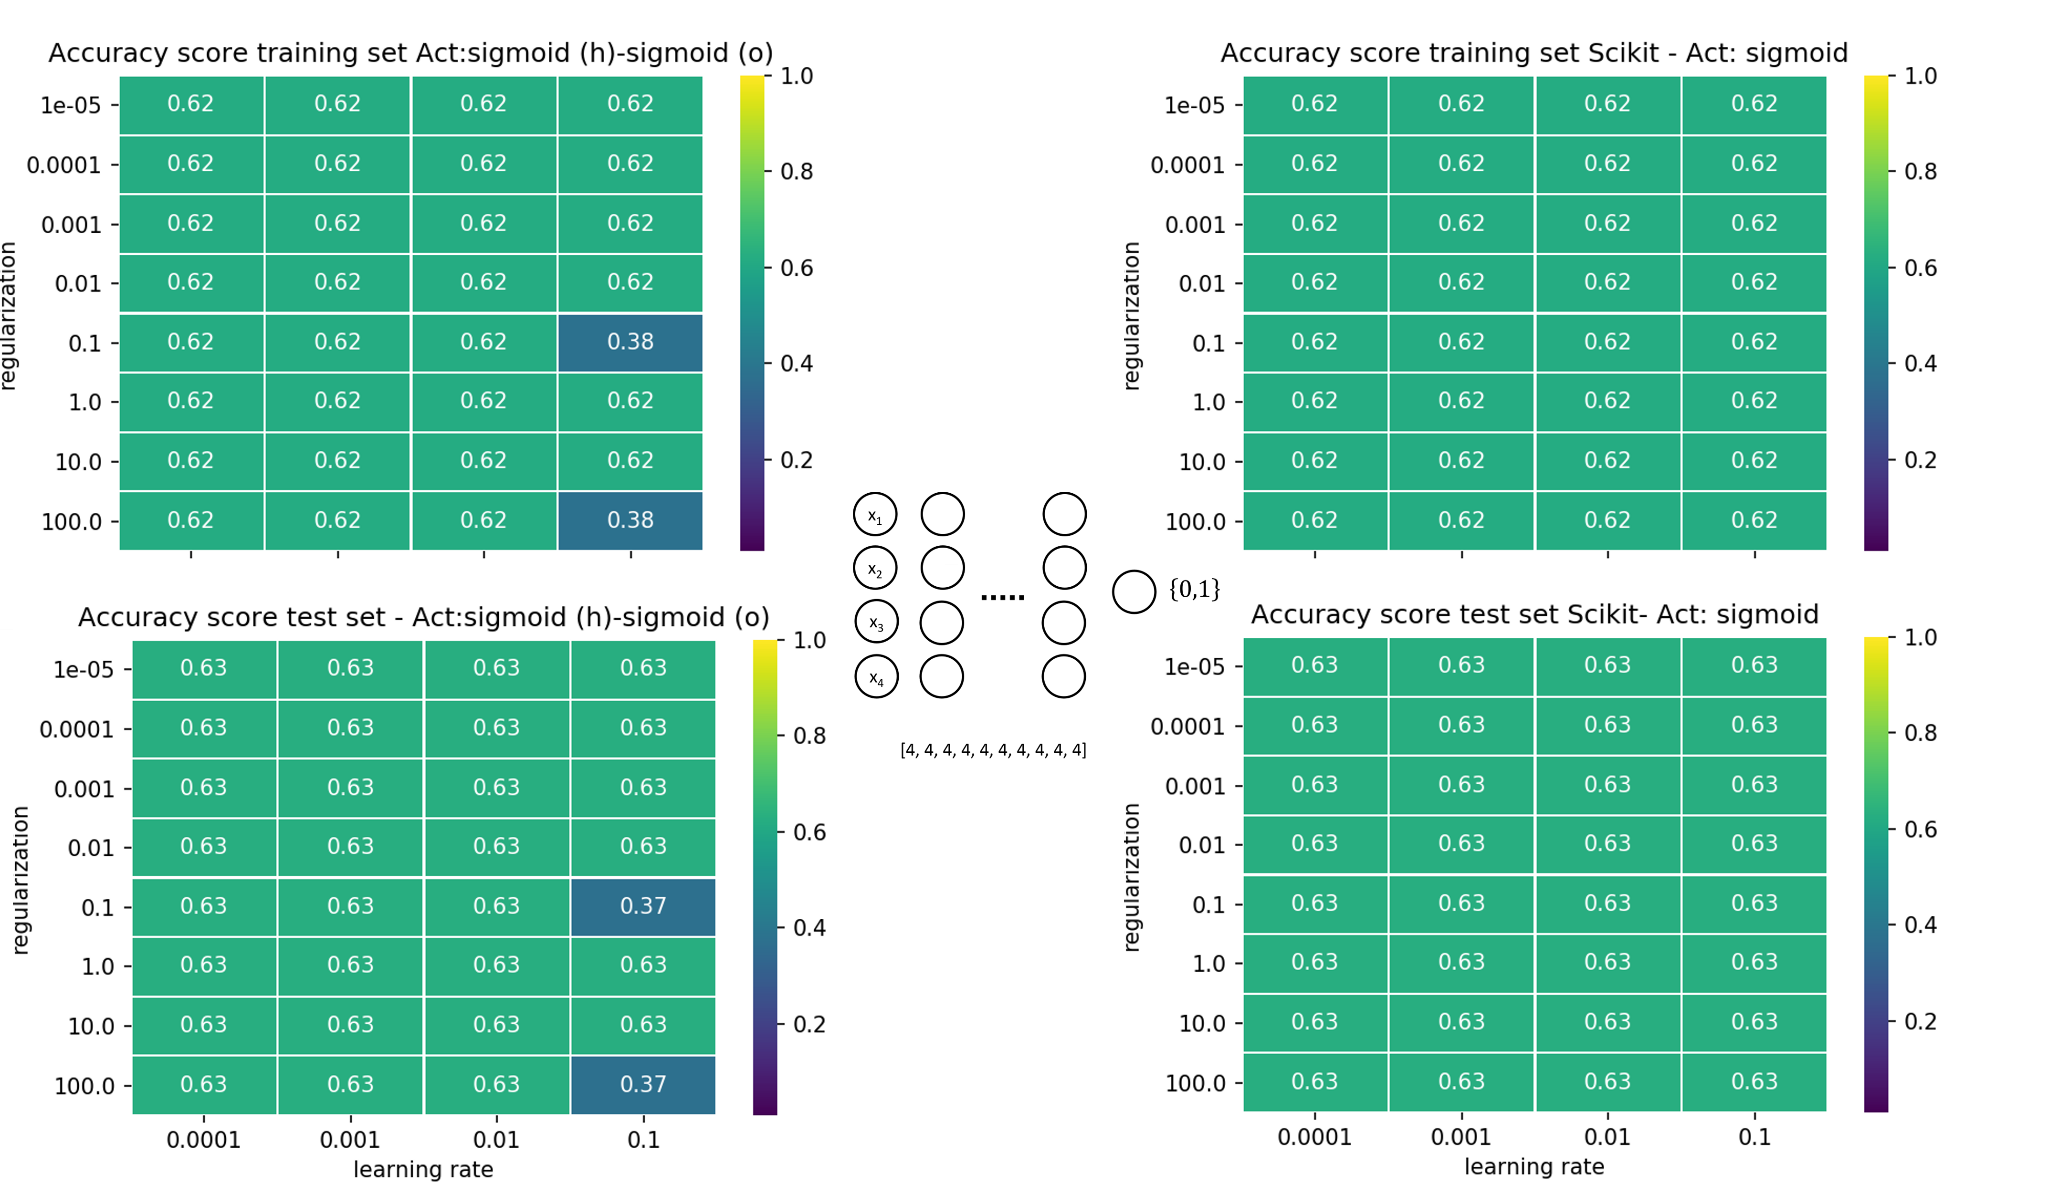 Accuracy score training set Act:sigmoid (h)-sigmoid (o)
1.0
1e-05 0.62 0.62 0.62 0.62
0.0001 0.62 0.62 0.62 0.62 0.8
0.001 0.62 0.62 0.62 0.62
0.01 0.62 0.62 0.62 0.62 0.6
0.1 0.62 0.62 0.62 0.38 0.4
1.0 0.62 0.62 0.62 0.62
10.0 0.62 0.62 0.62 0.62 0.2
100.0 0.62 0.62 0.62 0.38
regularization
Accuracy score training set Scikit - Act: sigmoid
1.0
1e-05 0.62 0.62 0.62 0.62
0.0001 0.62 0.62 0.62 0.62 0.8
0.001 0.62 0.62 0.62 0.62
0.01 0.62 0.62 0.62 0.62 0.6
0.1 0.62 0.62 0.62 0.62 0.4
1.0 0.62 0.62 0.62 0.62
10.0 0.62 0.62 0.62 0.62 0.2
100.0 0.62 0.62 0.62 0.62
regularization
x1
x2
x3
x4
.....
{0,1}
[4, 4, 4, 4, 4, 4, 4, 4, 4, 4]
Accuracy score test set - Act:sigmoid (h)-sigmoid (o)
1.0
1e-05 0.63 0.63 0.63 0.63
0.0001 0.63 0.63 0.63 0.63 0.8
0.001 0.63 0.63 0.63 0.63
0.01 0.63 0.63 0.63 0.63 0.6
0.1 0.63 0.63 0.63 0.37 0.4
1.0 0.63 0.63 0.63 0.63
10.0 0.63 0.63 0.63 0.63 0.2
100.0 0.63 0.63 0.63 0.37
regularization
0.0001 0.001 0.01 0.1
learning rate
Accuracy score test set Scikit- Act: sigmoid
1.0
1e-05 0.63 0.63 0.63 0.63
0.0001 0.63 0.63 0.63 0.63 0.8
0.001 0.63 0.63 0.63 0.63
0.01 0.63 0.63 0.63 0.63 0.6
0.1 0.63 0.63 0.63 0.63 0.4
1.0 0.63 0.63 0.63 0.63
10.0 0.63 0.63 0.63 0.63 0.2
100.0 0.63 0.63 0.63 0.63
regularization
0.0001 0.001 0.01 0.1
learning rate